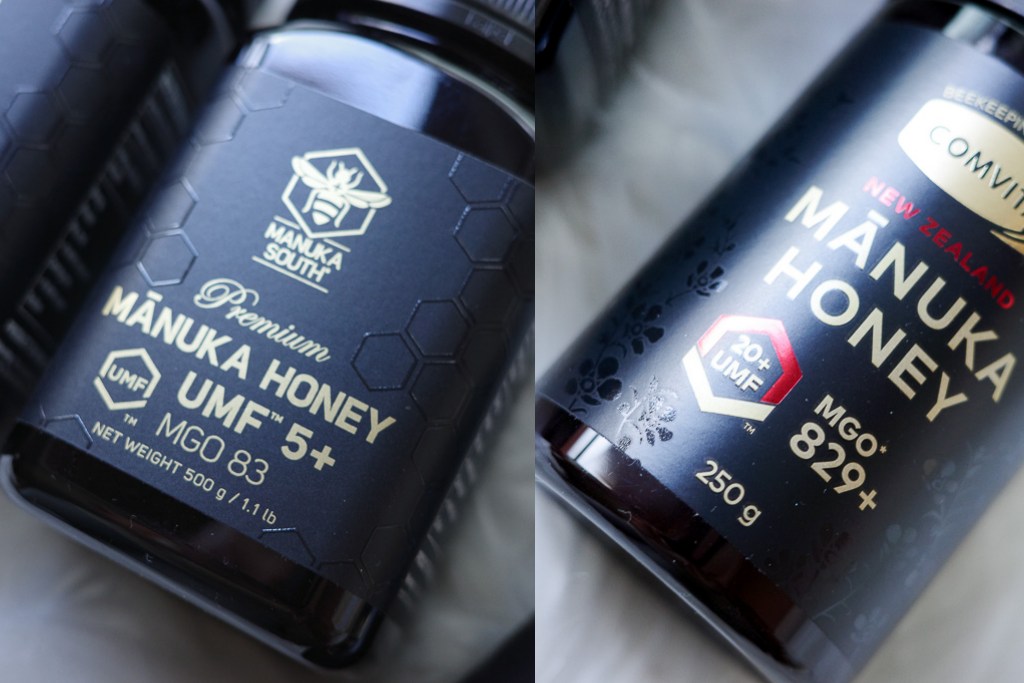 MANUKA
SOUTH®
Premium
MĀNUKA HONEY
UMF™ 5+
UMF
TM
MGO 83
NET WEIGHT 500 g / 1.1 lb
COMVIT
NEW ZEALAND
MĀNUKA
HONEY
20+
UMF
TM
MGO*
829+
250 g